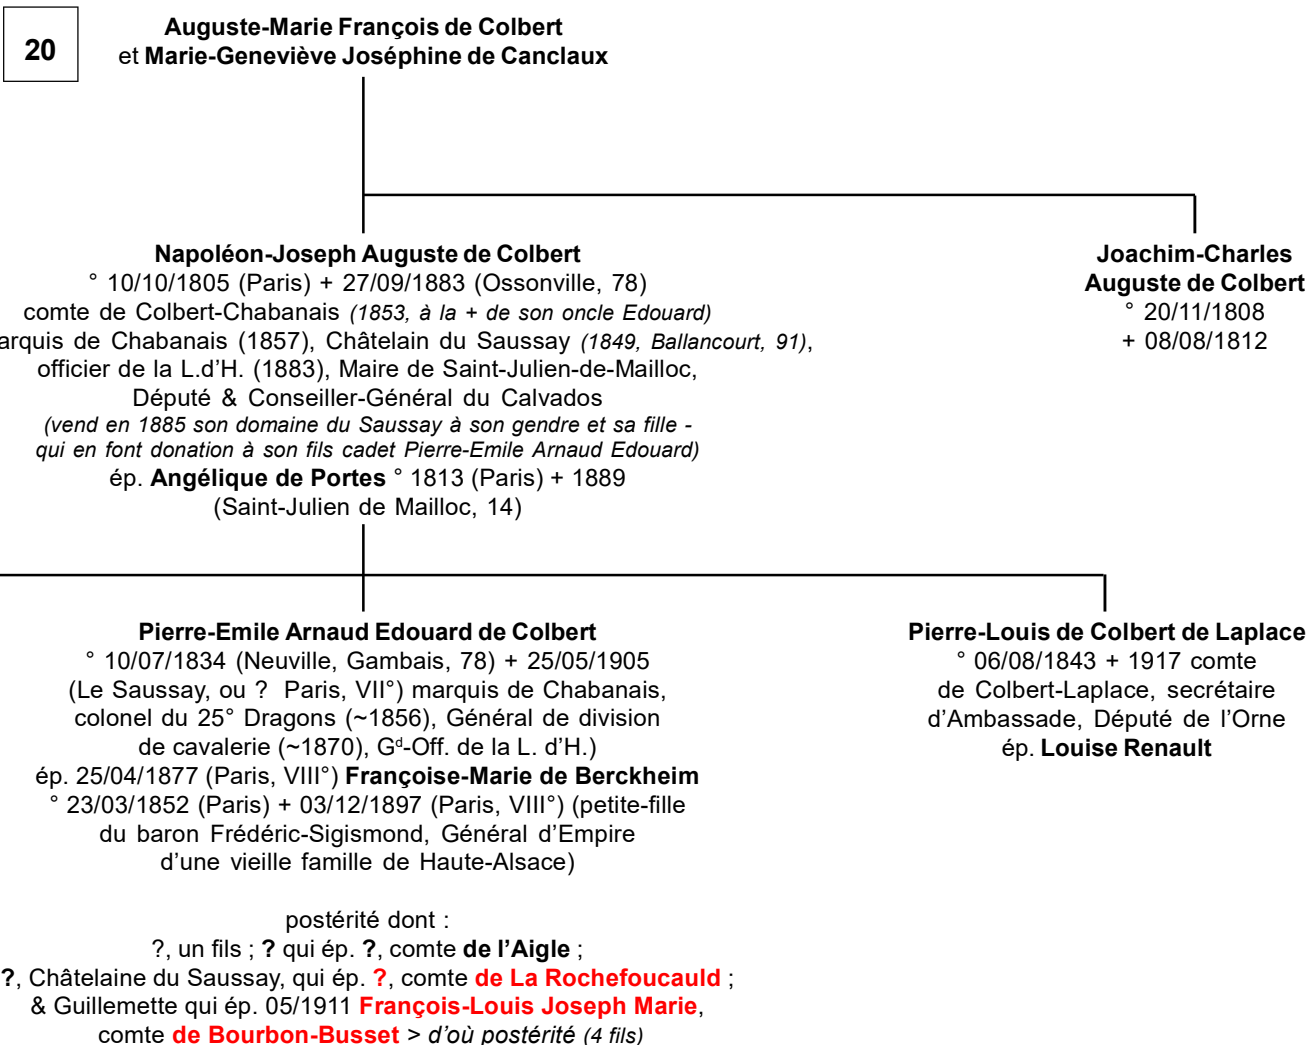 20
Auguste-Marie François de Colbert
et Marie-Geneviève Joséphine de Canclaux
Napoléon-Joseph Auguste de Colbert
° 10/10/1805 (Paris) + 27/09/1883 (Ossonville, 78)
comte de Colbert-Chabanais (1853, à la + de son oncle Edouard)
arquis de Chabanais (1857), Châtelain du Saussay (1849, Ballancourt, 91),
officier de la L.d'H. (1883), Maire de Saint-Julien-de-Mailloc,
Député & Conseiller-Général du Calvados
(vend en 1885 son domaine du Saussay à son gendre et sa fille -
qui en font donation à son fils cadet Pierre-Emile Arnaud Edouard)
ép. Angélique de Portes ° 1813 (Paris) + 1889
(Saint-Julien de Mailloc, 14)
Joachim-Charles
Auguste de Colbert
° 20/11/1808
+ 08/08/1812
Pierre-Emile Arnaud Edouard de Colbert
° 10/07/1834 (Neuville, Gambais, 78) + 25/05/1905
(Le Saussay, ou ? Paris, VII°) marquis de Chabanais,
colonel du 25° Dragons (~1856), Général de division
de cavalerie (~1870), Gd-Off. de la L. d'H.)
ép. 25/04/1877 (Paris, VIII°) Françoise-Marie de Berckheim
° 23/03/1852 (Paris) + 03/12/1897 (Paris, VIII°) (petite-fille
du baron Frédéric-Sigismond, Général d'Empire
d'une vieille famille de Haute-Alsace)
postérité dont :
?, un fils ; ? qui ép. ?, comte de l'Aigle ;
?, Châtelaine du Saussay, qui ép. ?, comte de La Rochefoucauld ;
& Guillemette qui ép. 05/1911 François-Louis Joseph Marie,
comte de Bourbon-Busset > d'où postérité (4 fils)
Pierre-Louis de Colbert de Laplace
° 06/08/1843 + 1917 comte
de Colbert-Laplace, secrétaire
d'Ambassade, Député de l'Orne
ép. Louise Renault